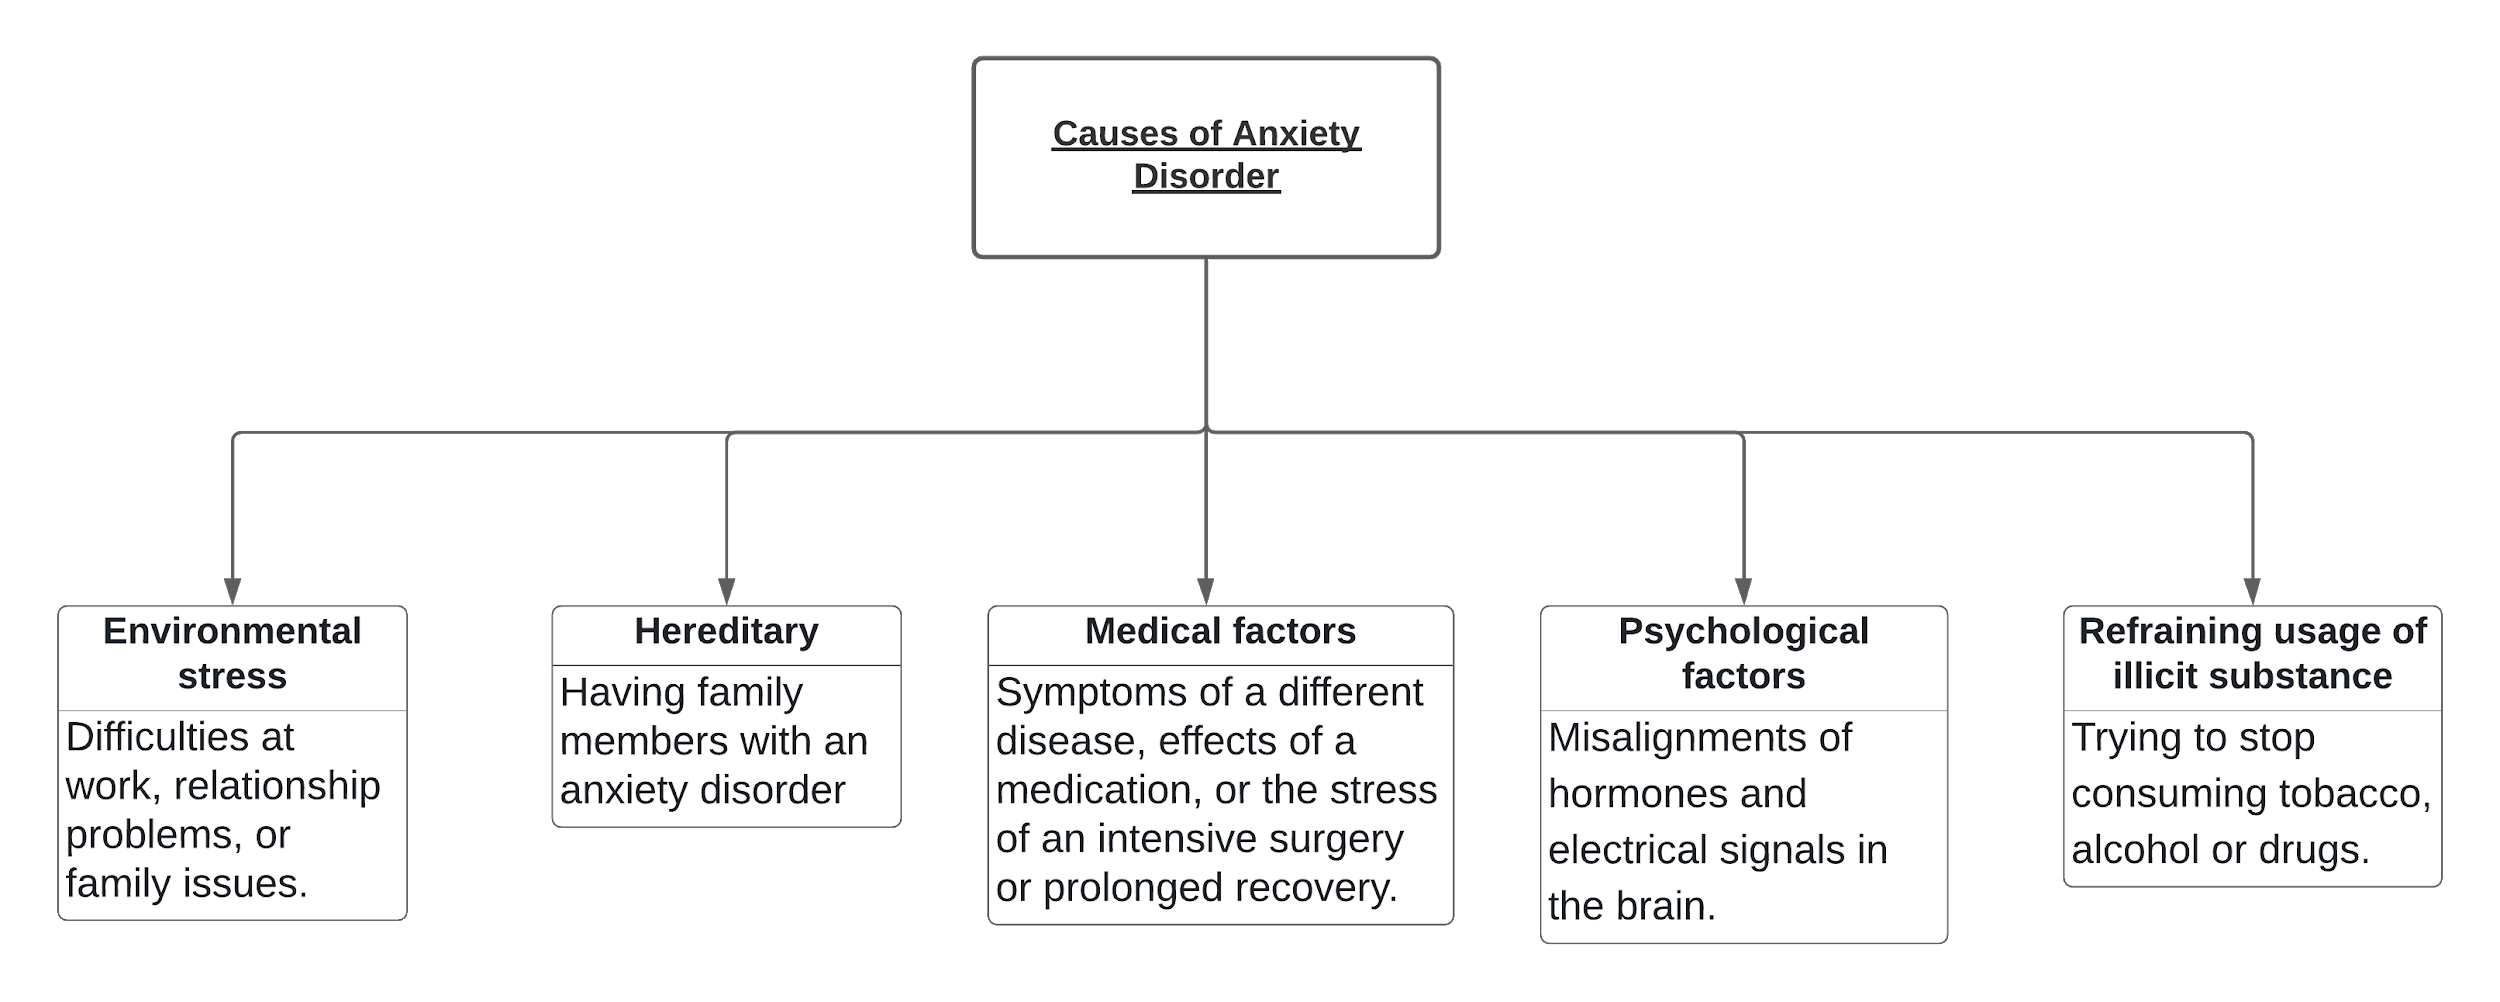 Causes of Anxiety
Disorder
Environmental
stress
Difficulties at
work, relationship
problems, or
family issues.
Hereditary
Having family
members with an
anxiety disorder
Medical factors
Symptoms of a different
disease, effects of a
medication, or the stress
of an intensive surgery
or prolonged recovery.
Psychological
factors
Misalignments of
hormones and
electrical signals in
the brain.
Refraining usage of
illicit substance
Trying to stop
consuming tobacco,
alcohol or drugs.